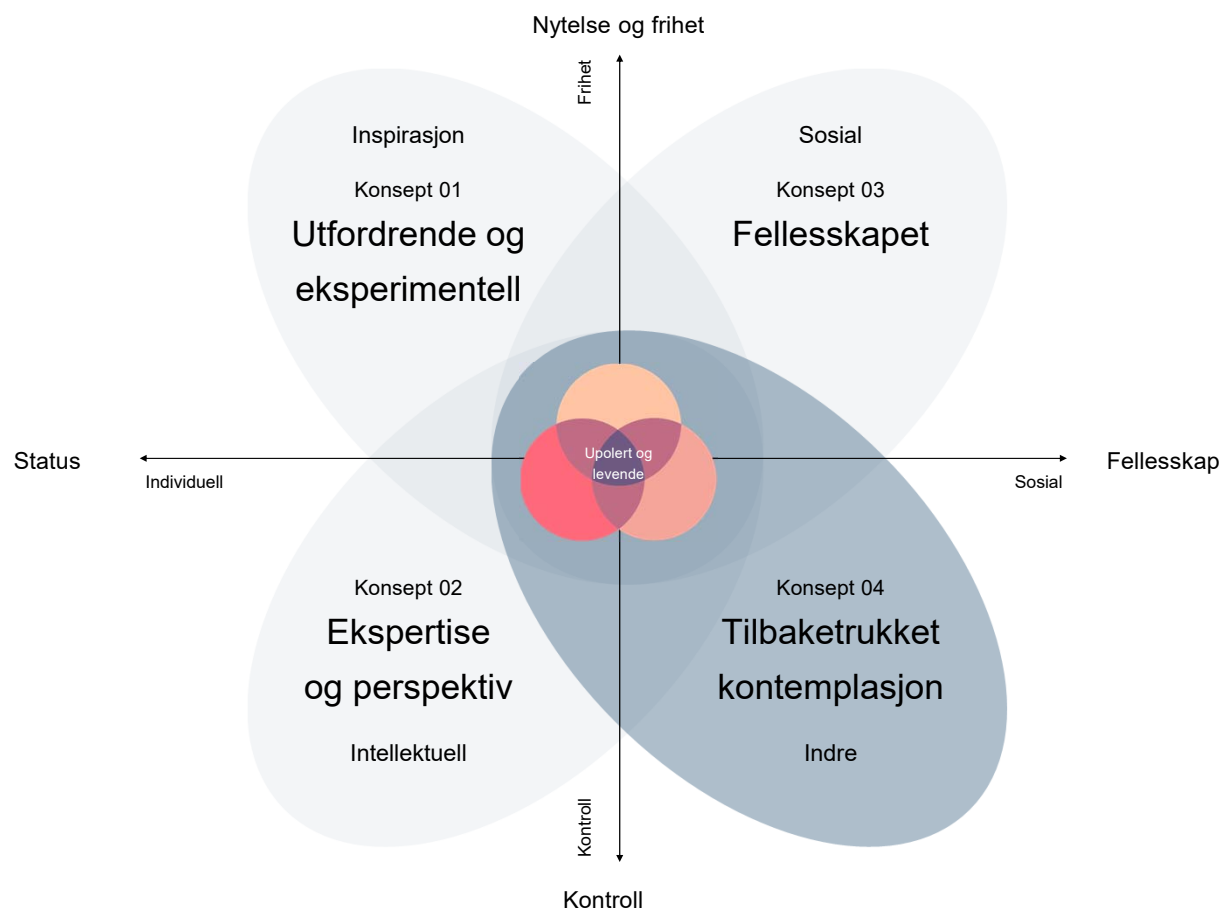 Nytelse og frihet
Frihet
Inspirasjon
Konsept 01
Utfordrende og
eksperimentell
Sosial
Konsept 03
Fellesskapet
Status
Individuell
Upolert og
levende
Sosial
Fellesskap
Konsept 02
Ekspertise
og perspektiv
Intellektuell
Konsept 04
Tilbaketrukket
kontemplasjon
Indre
Kontroll
Kontroll